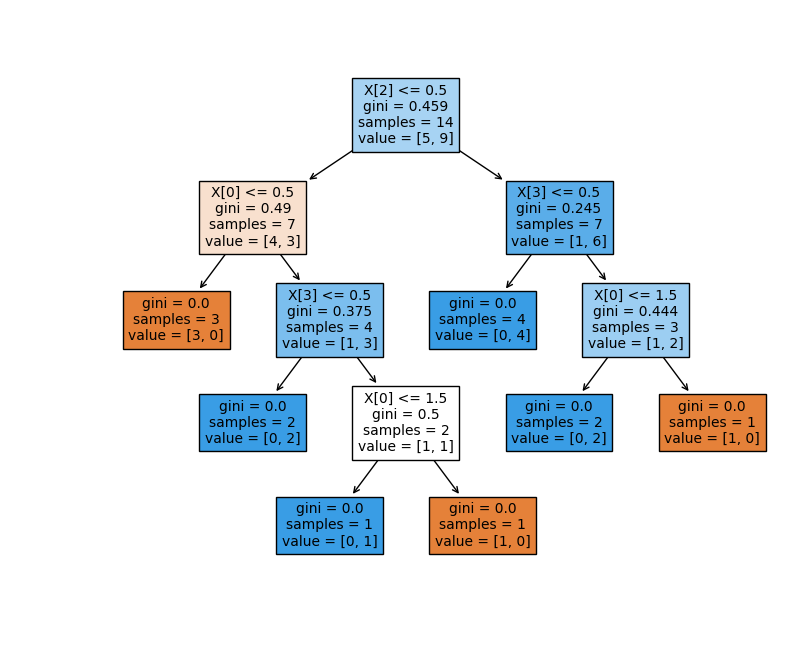 X[2] <= 0.5
gini = 0.459
samples = 14
value = [5, 9]
X[0] <= 0.5
gini = 0.49
samples = 7
value = [4, 3]
X[3] <= 0.5
gini = 0.245
samples = 7
value = [1, 6]
gini = 0.0
samples = 3
value = [3, 0]
X[3] <= 0.5
gini = 0.375
samples = 4
value = [1, 3]
gini = 0.0
samples = 4
value = [0, 4]
X[0] <= 1.5
gini = 0.444
samples = 3
value = [1, 2]
gini = 0.0
samples = 2
value = [0, 2]
X[0] <= 1.5
gini = 0.5
samples = 2
value = [1, 1]
gini = 0.0
samples = 2
value = [0, 2]
gini = 0.0
samples = 1
value = [1, 0]
gini = 0.0
samples = 1
value = [0, 1]
gini = 0.0
samples = 1
value = [1, 0]